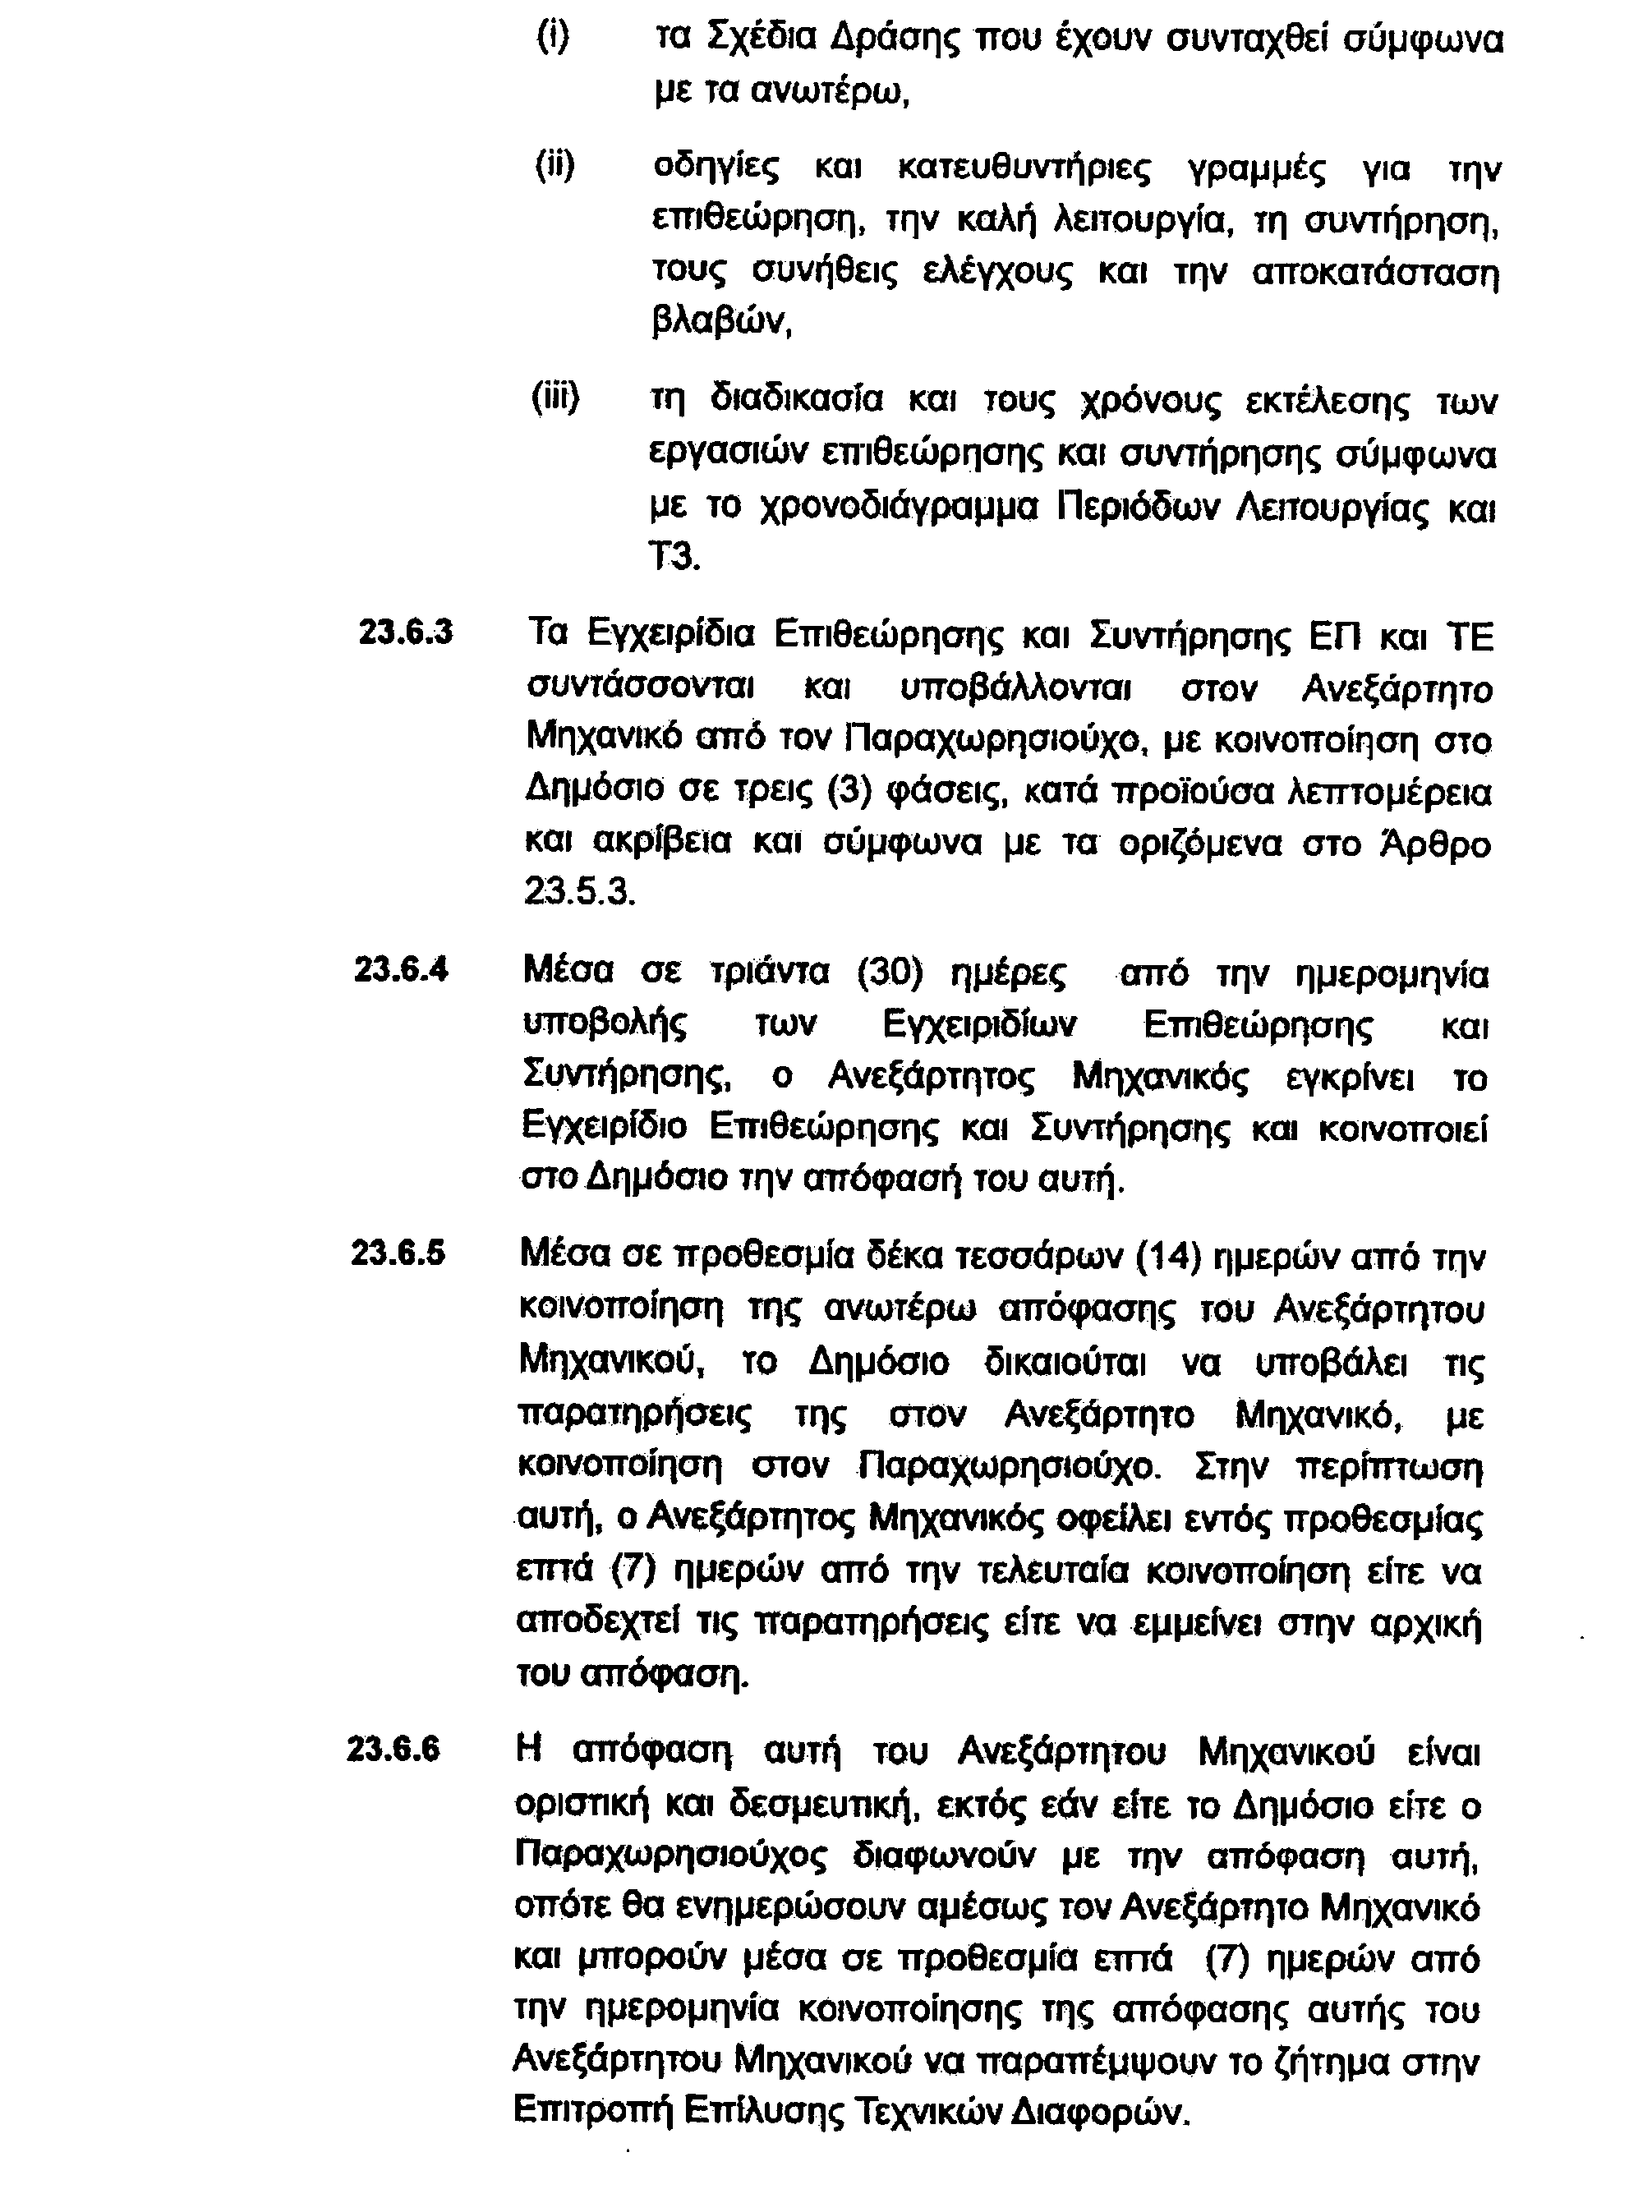 (i) τα Σχέδια Δράσης που έχουν συνταχθεί σύμφωνα
με τα ανωτέρω,
(ii) οδηγίες και κατευθυντήριες γραμμές για την
επιθεώρηση, την καλή λειτουργία, τη συντήρηση,
τους συνήθεις ελέγχους και την αποκατάσταση
βλαβών,
(iii) τη διαδικασία και τους χρόνους εκτέλεσης των
εργασιών επιθεώρησης και συντήρησης σύμφωνα
με το χρονοδιάγραμμα Περιόδων Λειτουργίας και
Τ3.
23.6.3 Τα Εγχειρίδια Επιθεώρησης και Συντήρησης ΕΠ και ΤΕ
συντάσσονται και υποβάλλονται στον Ανεξάρτητο
Μηχανικό από τον Παραχωρησιούχο, με κοινοποίηση στο
Δημόσιο σε τρεις (3) φάσεις, κατά προϊούσα λεπτομέρεια
και ακρίβεια και σύμφωνα με τα οριζόμενα στο Άρθρο
23.5.3.
23.6.4 Μέσα σε τριάντα (30) ημέρες από την ημερομηνία
υποβολής των Εγχειριδίων Επιθεώρησης και
Συντήρησης, ο Ανεξάρτητος Μηχανικός εγκρίνει το
Εγχειρίδιο Επιθεώρησης και Συντήρησης και κοινοποιεί
στο Δημόσιο την απόφασή του αυτή.
23.6.5 Μέσα σε προθεσμία δέκα τεσσάρων (14) ημερών από την
κοινοποίηση της ανωτέρω απόφασης του Ανεξάρτητου
Μηχανικού, το Δημόσιο δικαιούται να υποβάλει τις
παρατηρήσεις της στον Ανεξάρτητο Μηχανικό, με
κοινοποίηση στον Παραχωρησιούχο. Στην περίπτωση
αυτή, ο Ανεξάρτητος Μηχανικός οφείλει εντός προθεσμίας
επτά (7) ημερών από την τελευταία κοινοποίηση είτε να
αποδεχτεί τις παρατηρήσεις είτε να εμμείνει στην αρχική
του απόφαση.
23.6.6 Η απόφαση αυτή του Ανεξάρτητου Μηχανικού είναι
οριστική και δεσμευτική, εκτός εάν είτε το Δημόσιο είτε ο
Παραχωρησιούχος διαφωνούν με την απόφαση αυτή,
οπότε θα ενημερώσουν αμέσως τον Ανεξάρτητο Μηχανικό
και μπορούν μέσα σε προθεσμία επτά (7) ημερών από
την ημερομηνία κοινοποίησης της απόφασης αυτής του
Ανεξάρτητου Μηχανικού να παραπέμψουν το ζήτημα στην
Επιτροπή Επίλυσης Τεχνικών Διαφορών.